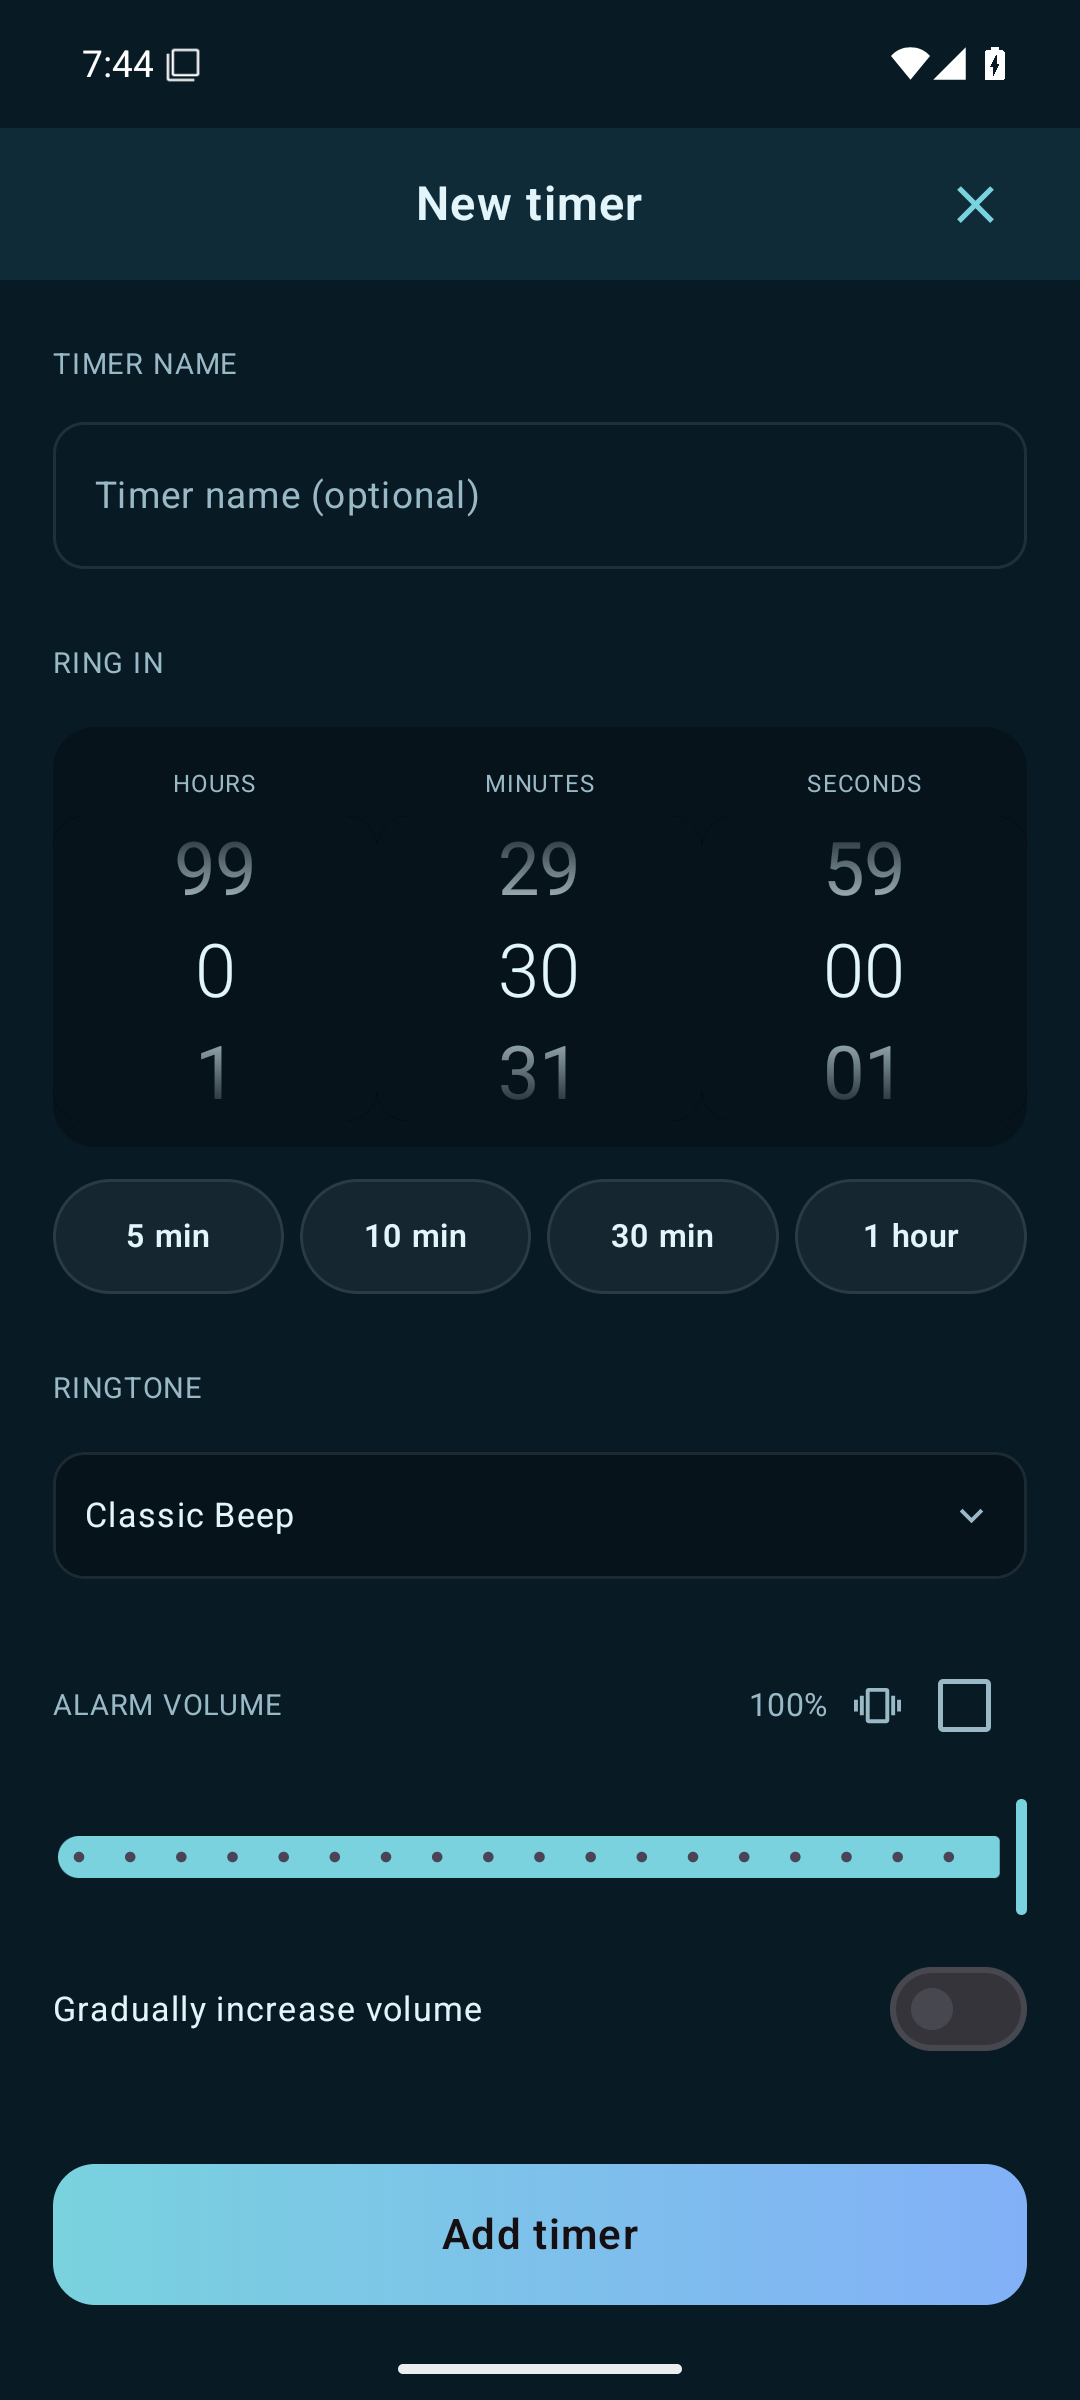 7:44
New timer
TIMER NAME
Timer name (optional)
RING IN
HOURS MINUTES SECONDS
99 29 59
0 30 00
1 31 01
5 min 10 min 30 min 1 hour
RINGTONE
Classic Beep
ALARM VOLUME 100%
Gradually increase volume
Add timer